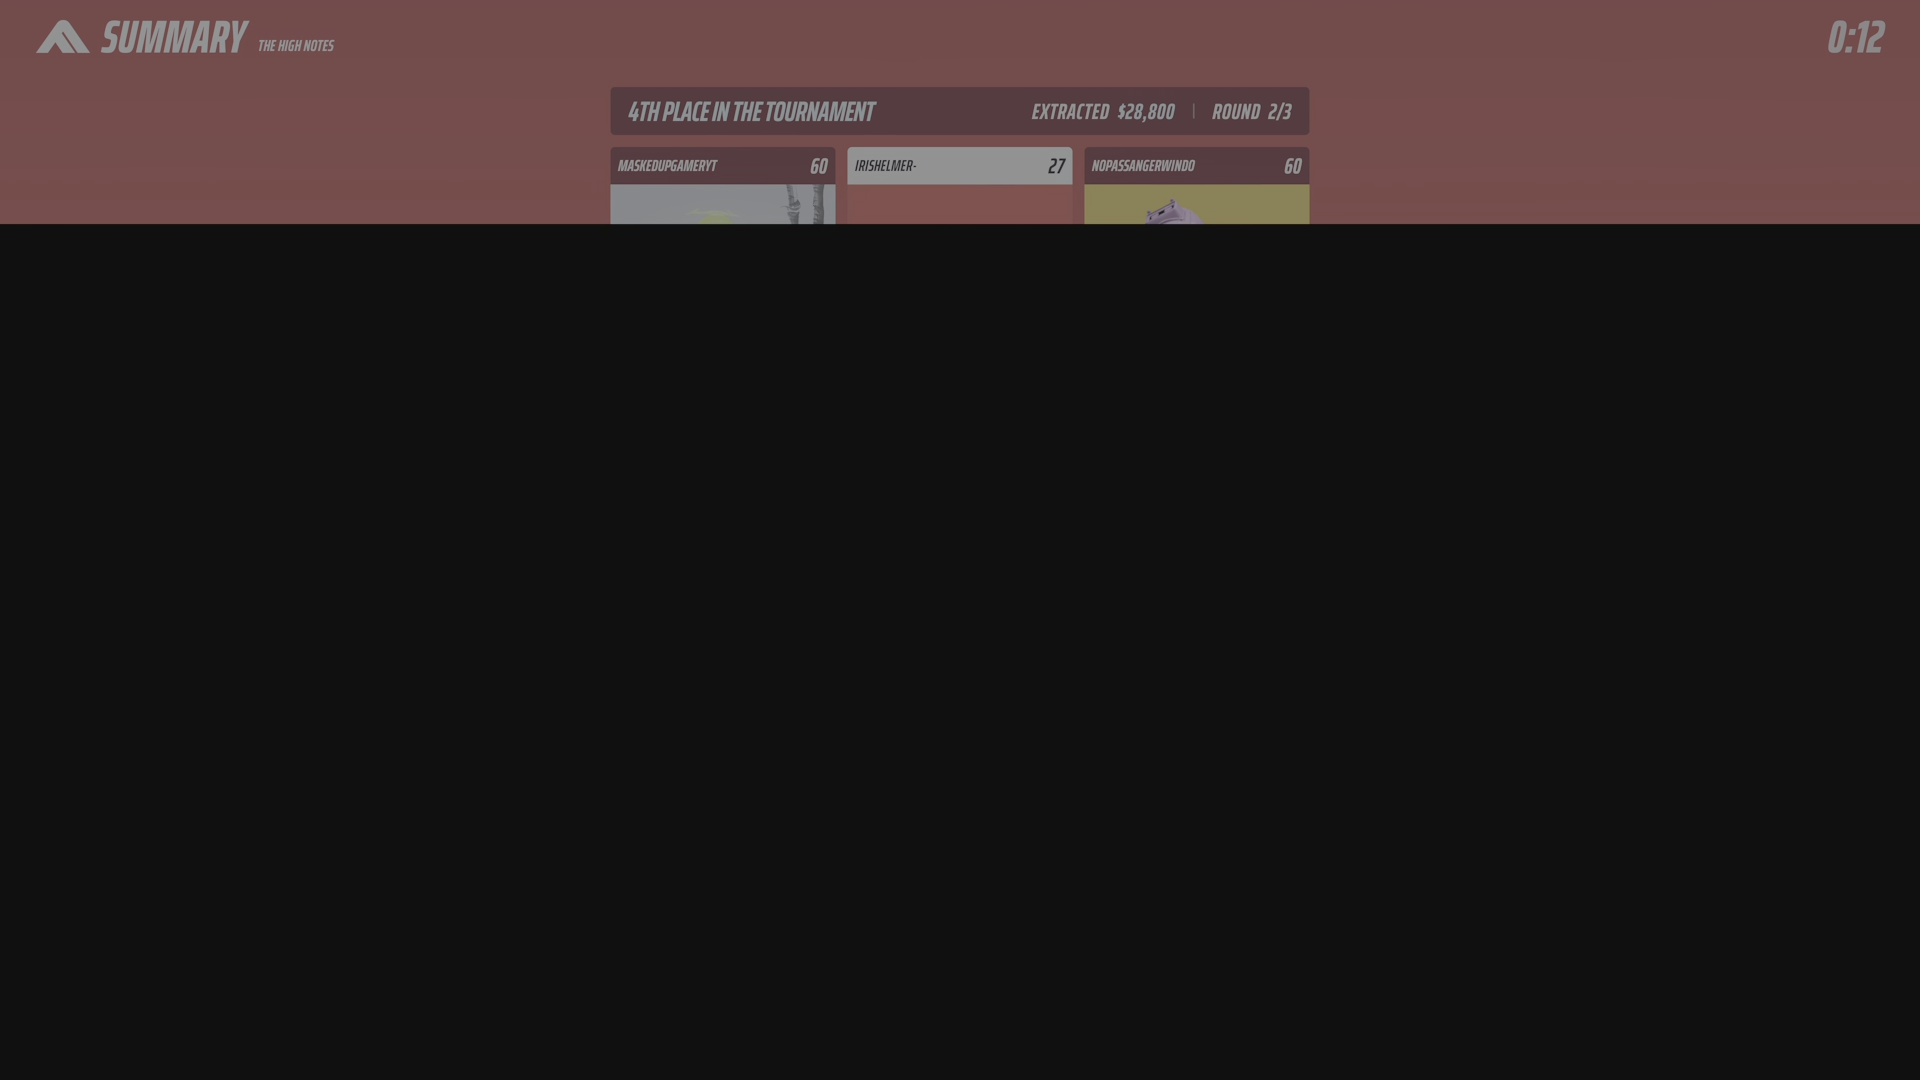 SUMMARY THE HIGH NOTES 0:12
4TH PLACE IN THE TOURNAMENT EXTRACTED $28,800 | ROUND 2/3
MASKEDUPGAMERYT 60 IRISHELMER- 27 NOPASSANGERWINDO 60